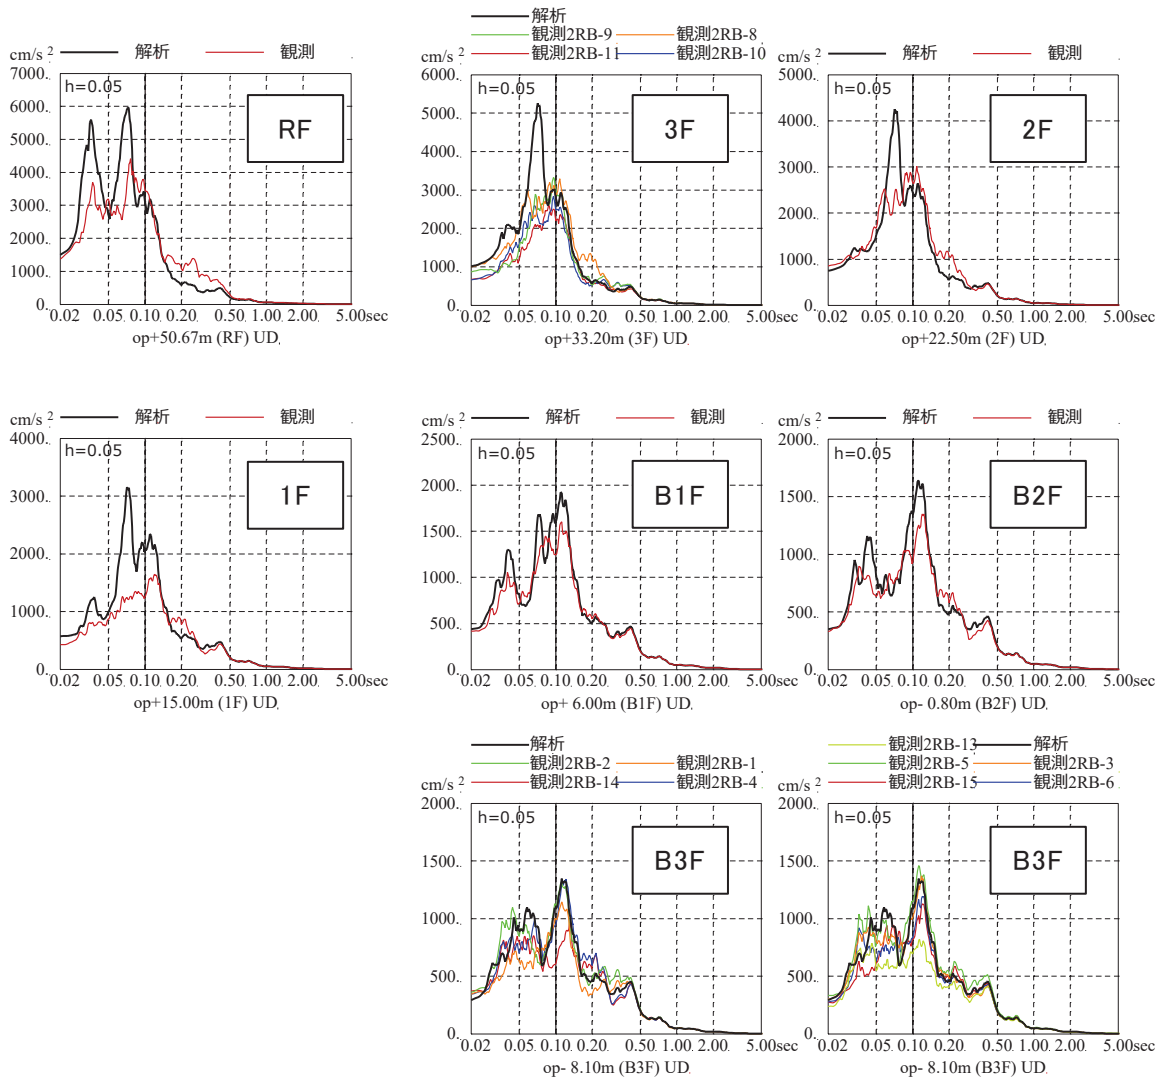 cm/s 2 解析 観測
7000.
6000.
5000.
4000.
3000.
2000.
1000.
0.
h=0.05
RF
0.02 0.05 0.10 0.20 0.50 1.00 2.00 5.00sec
op+50.67m (RF) UD
解析
観測2RB-9 観測2RB-8
cm/s 2 観測2RB-11 観測2RB-10
6000.
5000.
4000.
3000.
2000.
1000.
0.
h=0.05
3F
0.02 0.05 0.10 0.20 0.50 1.00 2.00 5.00sec
op+33.20m (3F) UD
cm/s 2 解析 観測
5000.
4000.
3000.
2000.
1000.
0.
h=0.05
2F
0.02 0.05 0.10 0.20 0.50 1.00 2.00 5.00sec
op+22.50m (2F) UD
cm/s 2 解析 観測
4000.
3000.
2000.
1000.
0.
h=0.05
1F
0.02 0.05 0.10 0.20 0.50 1.00 2.00 5.00sec
op+15.00m (1F) UD
cm/s 2 解析 観測
2500.
2000.
1500.
1000.
500.
0.
h=0.05
B1F
0.02 0.05 0.10 0.20 0.50 1.00 2.00 5.00sec
op+ 6.00m (B1F) UD
cm/s 2 解析 観測
2000.
1500.
1000.
500.
0.
h=0.05
B2F
0.02 0.05 0.10 0.20 0.50 1.00 2.00 5.00sec
op- 0.80m (B2F) UD
解析
観測2RB-2 観測2RB-1
cm/s 2 観測2RB-14 観測2RB-4
2000.
1500.
1000.
500.
0.
h=0.05
B3F
0.02 0.05 0.10 0.20 0.50 1.00 2.00 5.00sec
op- 8.10m (B3F) UD
観測2RB-13 解析
観測2RB-5 観測2RB-3
cm/s 2 観測2RB-15 観測2RB-6
2000.
1500.
1000.
500.
0.
h=0.05
B3F
0.02 0.05 0.10 0.20 0.50 1.00 2.00 5.00sec
op- 8.10m (B3F) UD